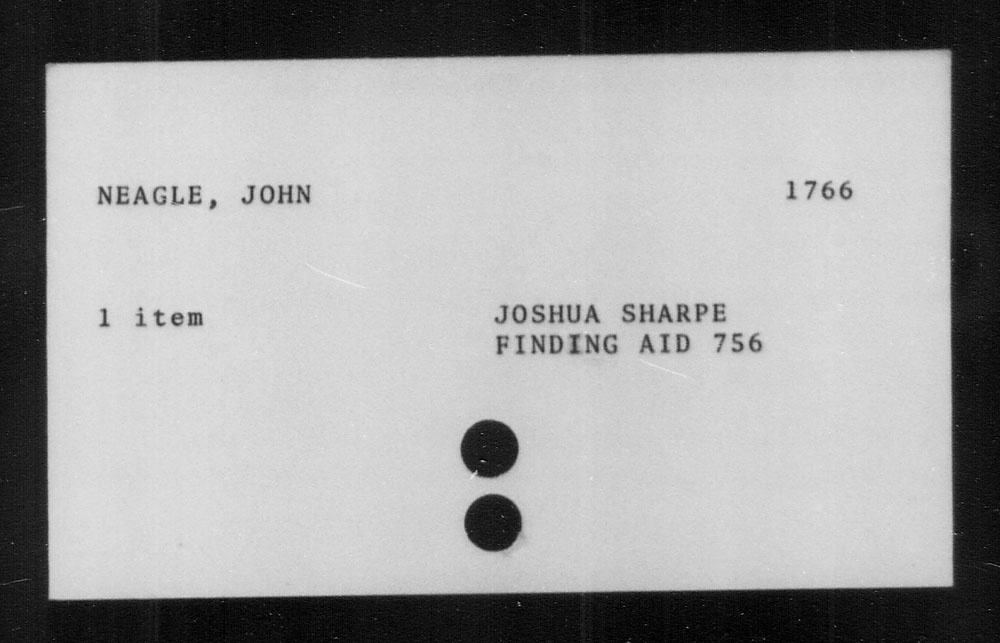 NEAGLE, JOHN 1766
1 item JOSHUA SHARPE
FINDING AID 756